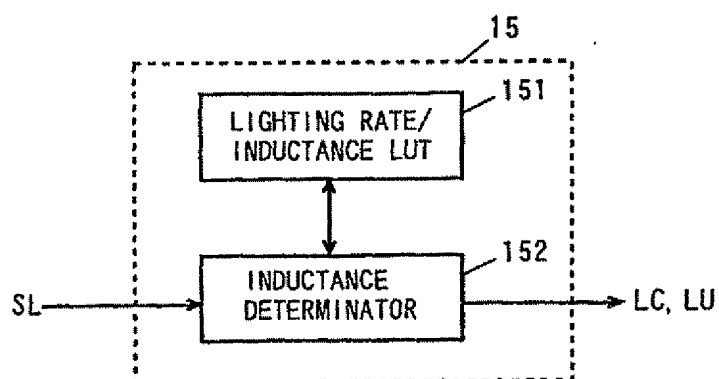 15
151
LIGHTING RATE/
INDUCTANCE LUT
152
INDUCTANCE
DETERMINATOR
SL
LC, LU